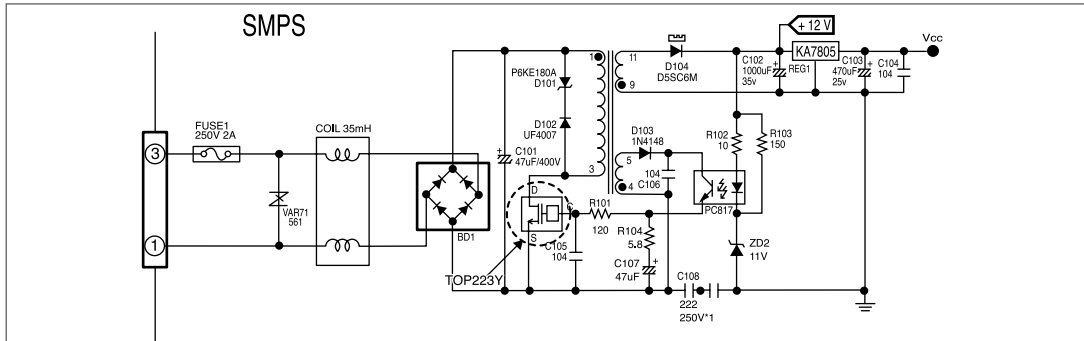 SMPS
+ 12 V
KA7805
Vcc
1
11
D104
D5SC6M
C102
1000uF
35v
REG1
C103
470uF
25v
C104
104
P6KE180A
D101
9
FUSE1
250V 2A
COIL 35mH
D102
UF4007
D103
1N4148
R102
10
R103
150
3
C101
47uF/400V
3
5
104
C106
4
PC817
D
C
R101
120
VAR71
561
1
BD1
S
C105
104
R104
5.8
ZD2
11V
TOP223Y
C107
47uF
C108
222
250V*1